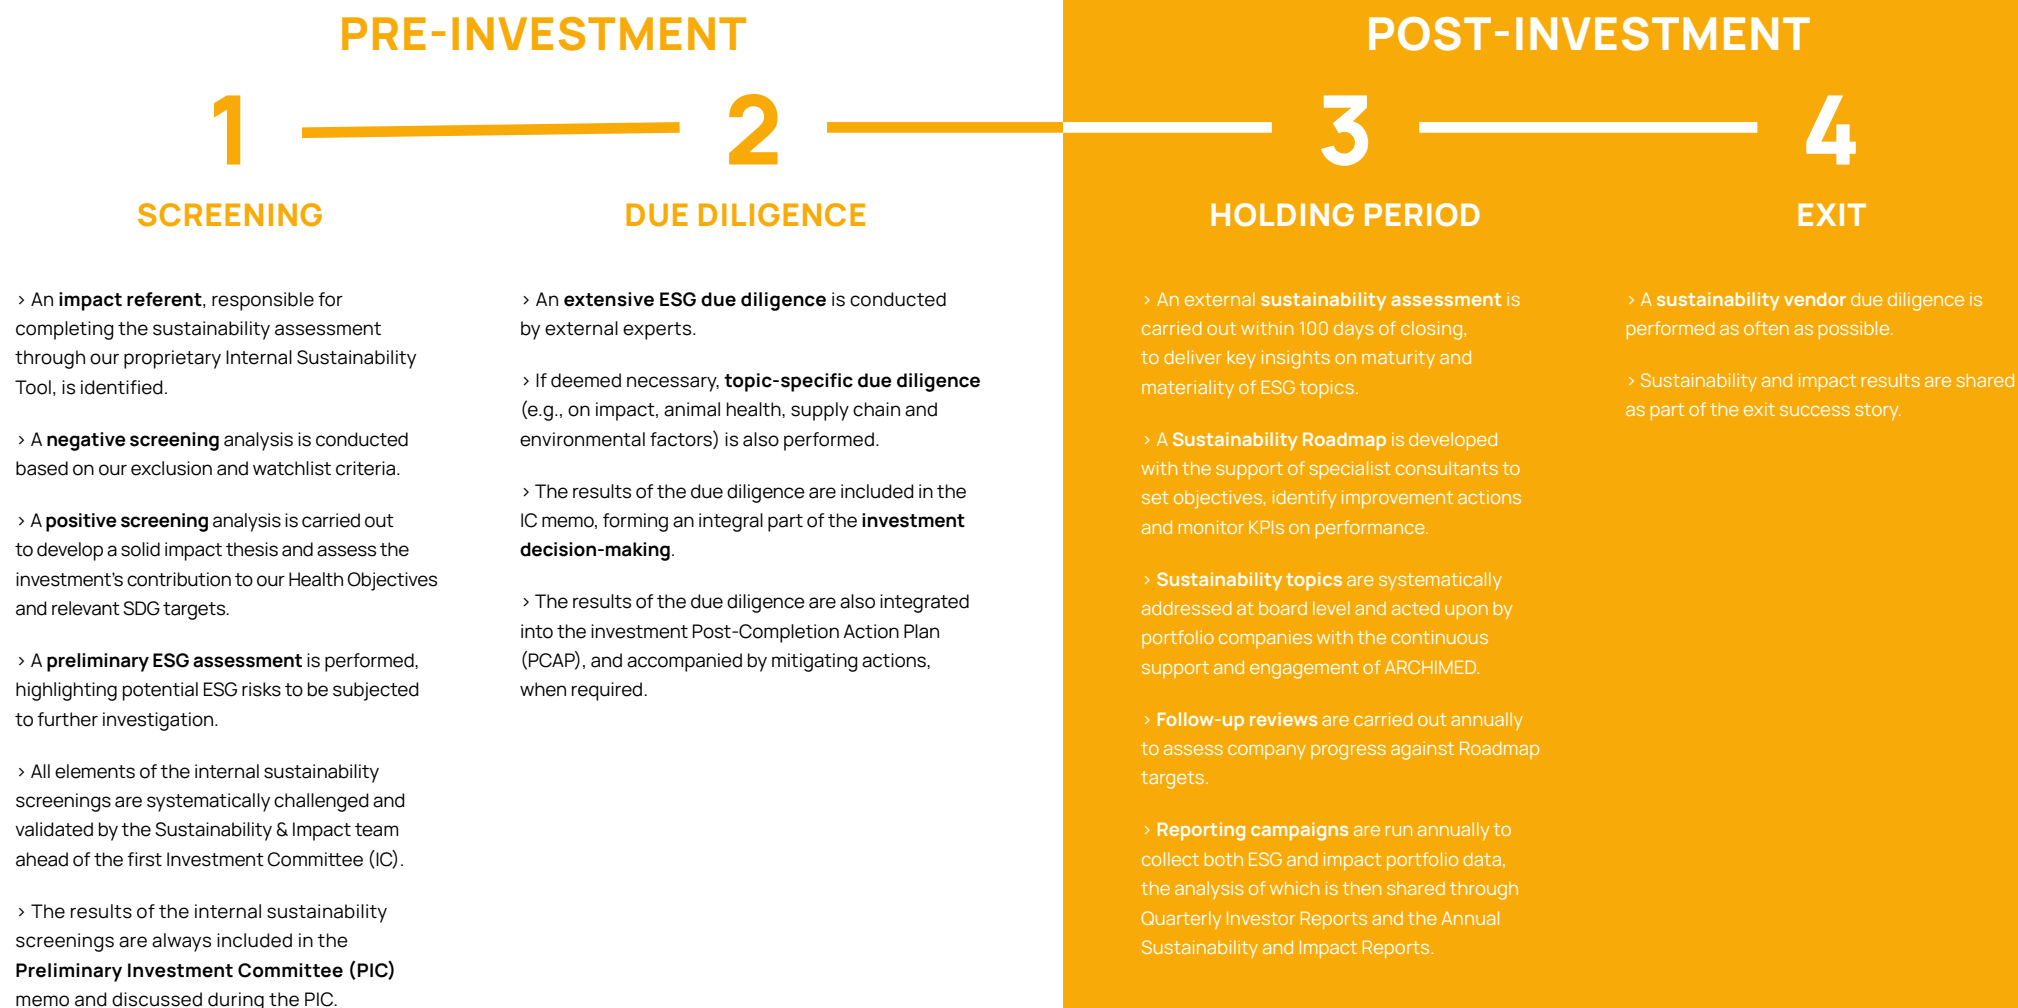 PRE-INVESTMENT
1
SCREENING
> An impact referent, responsible for
completing the sustainability assessment
through our proprietary Internal Sustainability
Tool, is identified.
> A negative screening analysis is conducted
based on our exclusion and watchlist criteria.
> A positive screening analysis is carried out
to develop a solid impact thesis and assess the
investment's contribution to our Health Objectives
and relevant SDG targets.
> A preliminary ESG assessment is performed,
highlighting potential ESG risks to be subjected
to further investigation.
> All elements of the internal sustainability
screenings are systematically challenged and
validated by the Sustainability & Impact team
ahead of the first Investment Committee (IC).
> The results of the internal sustainability
screenings are always included in the
Preliminary Investment Committee (PIC)
memo and discussed during the PIC.
2
DUE DILIGENCE
> An extensive ESG due diligence is conducted
by external experts.
> If deemed necessary, topic-specific due diligence
(e.g., on impact, animal health, supply chain and
environmental factors) is also performed.
> The results of the due diligence are included in the
IC memo, forming an integral part of the investment
decision-making.
> The results of the due diligence are also integrated
into the investment Post-Completion Action Plan
(PCAP), and accompanied by mitigating actions,
when required.
POST-INVESTMENT
3
HOLDING PERIOD
> An external sustainability assessment is
carried out within 100 days of closing,
to deliver key insights on maturity and
materiality of ESG topics.
> A Sustainability Roadmap is developed
with the support of specialist consultants to
set objectives, identify improvement actions
and monitor KPIs on performance.
> Sustainability topics are systematically
addressed at board level and acted upon by
portfolio companies with the continuous
support and engagement of ARCHIMED.
> Follow-up reviews are carried out annually
to assess company progress against Roadmap
targets.
> Reporting campaigns are run annually to
collect both ESG and impact portfolio data,
the analysis of which is then shared through
Quarterly Investor Reports and the Annual
Sustainability and Impact Reports.
4
EXIT
> A sustainability vendor due diligence is
performed as often as possible.
> Sustainability and impact results are shared
as part of the exit success story.